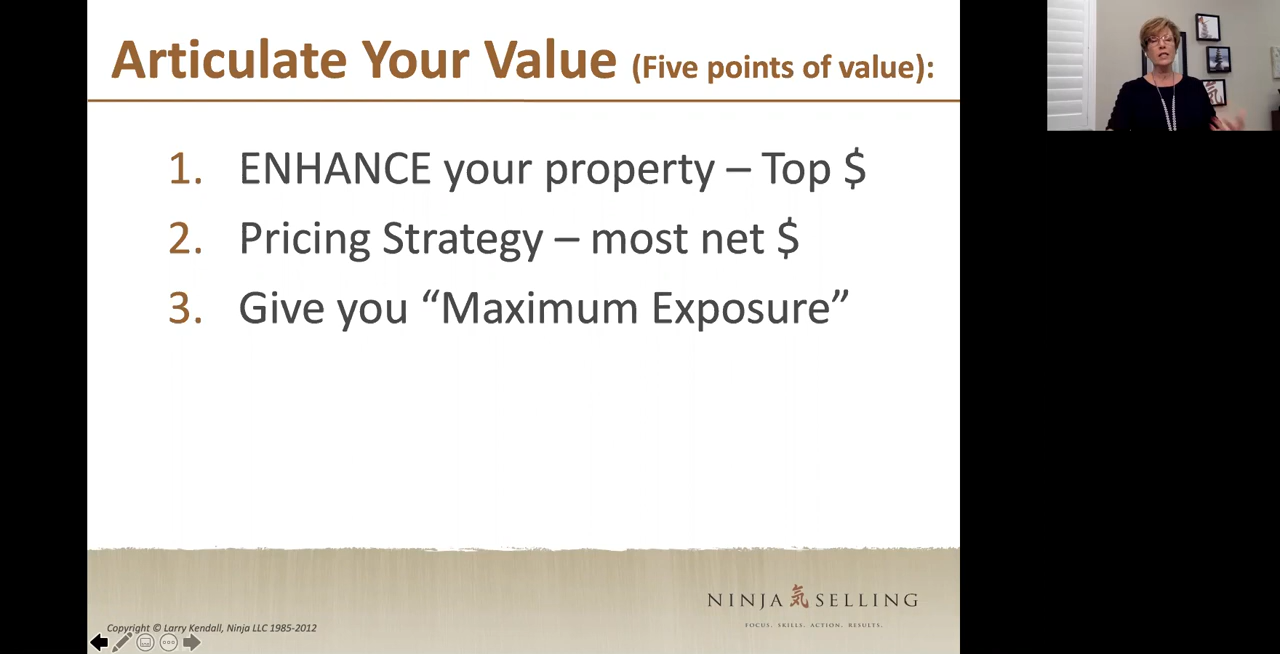 Articulate Your Value (Five points of value):
1. ENHANCE your property – Top $
2. Pricing Strategy – most net $
3. Give you “Maximum Exposure”
NINJA 氣 SELLING
FOCUS. SKILLS. ACTION. RESULTS.
Copyright © Larry Kendall, Ninja LLC 1985-2012